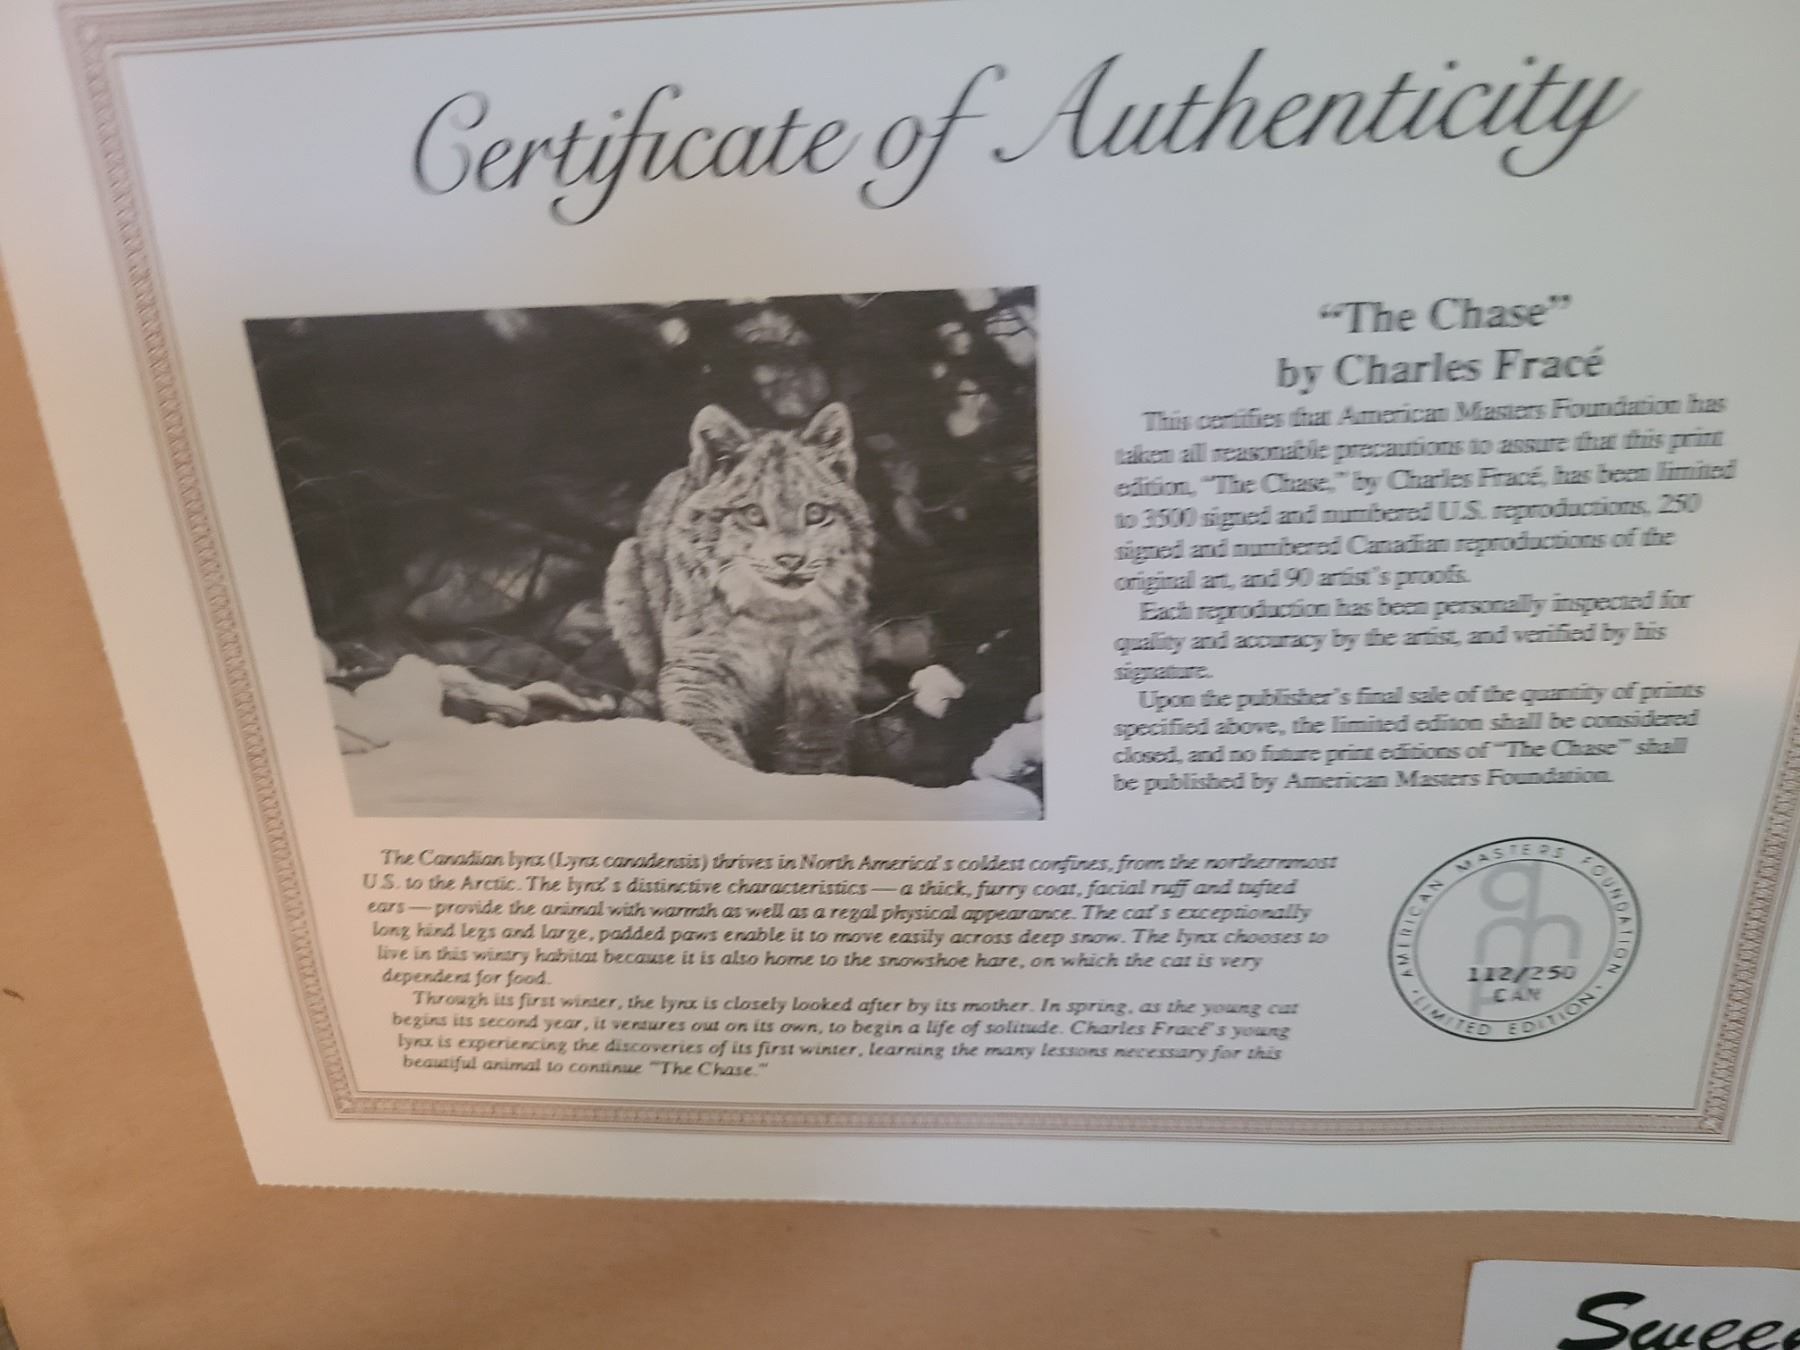 Certificate of Authenticity
“The Chase”
by Charles Fracé
This certifies that American Masters Foundation has
taken all reasonable precautions to assure that this print
edition, “The Chase,” by Charles Fracé, has been limited
to 3500 signed and numbered U.S. reproductions, 250
signed and numbered Canadian reproductions of the
original art, and 90 artist’s proofs.
Each reproduction has been personally inspected for
quality and accuracy by the artist, and verified by his
signature.
Upon the publisher’s final sale of the quantity of prints
specified above, the limited editon shall be considered
closed, and no future print editions of “The Chase” shall
be published by American Masters Foundation.
The Canadian lynx (Lynx canadensis) thrives in North America’s coldest confines, from the northernmost
U.S. to the Arctic. The lynx’s distinctive characteristics — a thick, furry coat, facial ruff and tufted
ears — provide the animal with warmth as well as a regal physical appearance. The cat’s exceptionally
long hind legs and large, padded paws enable it to move easily across deep snow. The lynx chooses to
live in this wintry habitat because it is also home to the snowshoe hare, on which the cat is very
dependent for food.
Through its first winter, the lynx is closely looked after by its mother. In spring, as the young cat
begins its second year, it ventures out on its own, to begin a life of solitude. Charles Fracé’s young
lynx is experiencing the discoveries of its first winter, learning the many lessons necessary for this
beautiful animal to continue “The Chase.”
AMERICAN MASTERS FOUNDATION
amf
112/250
CAN
• LIMITED EDITION •